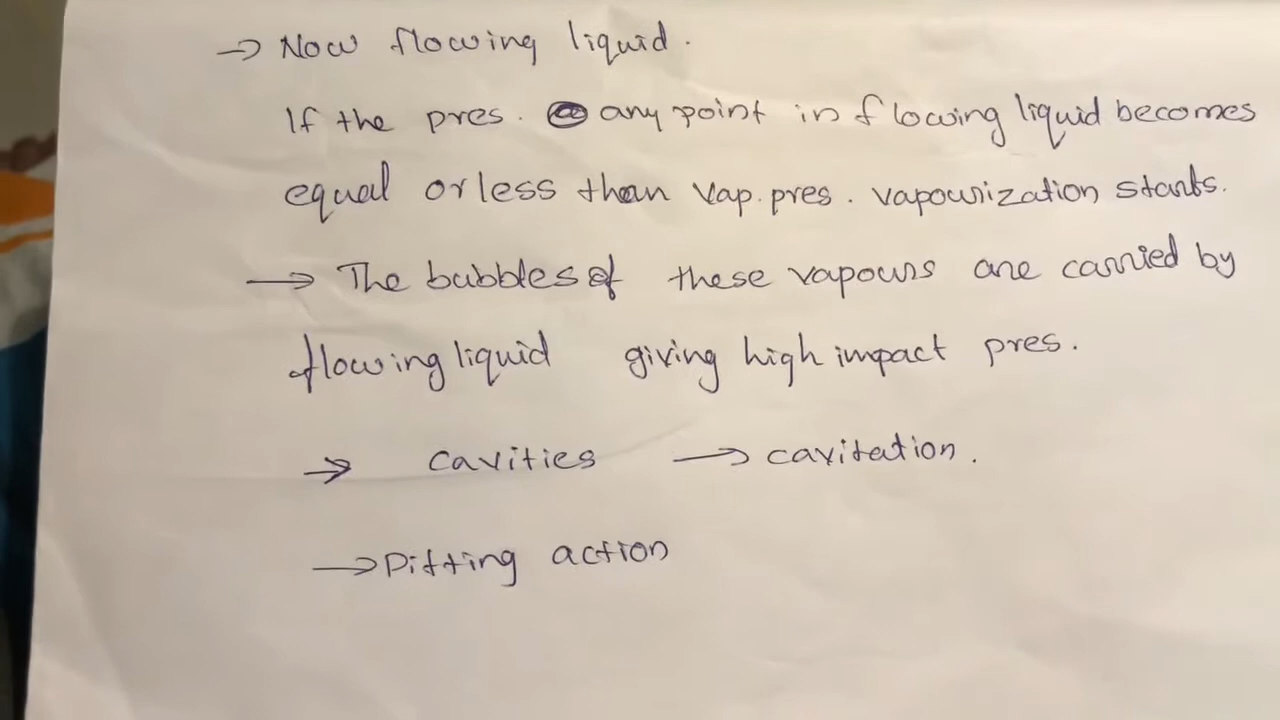 → Now flowing liquid.
If the pres. @ any point in flowing liquid becomes
equal or less than vap. pres. vapourization starts.
→ The bubbles of these vapours are carried by
flowing liquid giving high impact pres.
→ cavities → cavitation.
→ Pitting action